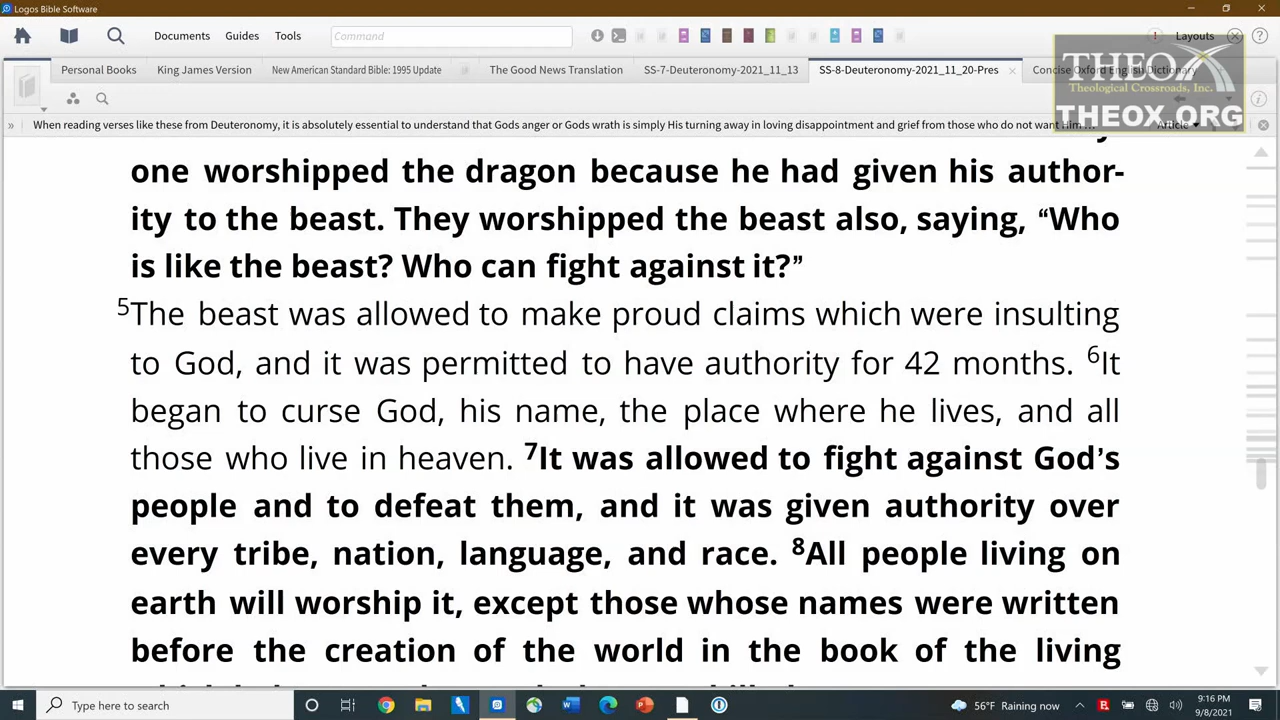 Logos Bible Software
Documents Guides Tools Command Layouts
Personal Books King James Version New American Standard update The Good News Translation SS-7-Deuteronomy-2021_11_13 SS-8-Deuteronomy-2021_11_20-Pres Concise Oxford English Dictionary
THEOX
Theological Crossroads, Inc.
THEOX.ORG
» When reading verses like these from Deuteronomy, it is absolutely essential to understand that Gods anger or Gods wrath is simply His turning away in loving disappointment and grief from those who do not want Him ... Article
one worshipped the dragon because he had given his author-
ity to the beast. They worshipped the beast also, saying, “Who
is like the beast? Who can fight against it?”
5The beast was allowed to make proud claims which were insulting
to God, and it was permitted to have authority for 42 months. 6It
began to curse God, his name, the place where he lives, and all
those who live in heaven. 7It was allowed to fight against God’s
people and to defeat them, and it was given authority over
every tribe, nation, language, and race. 8All people living on
earth will worship it, except those whose names were written
before the creation of the world in the book of the living
Type here to search
56°F Raining now
9:16 PM
9/8/2021